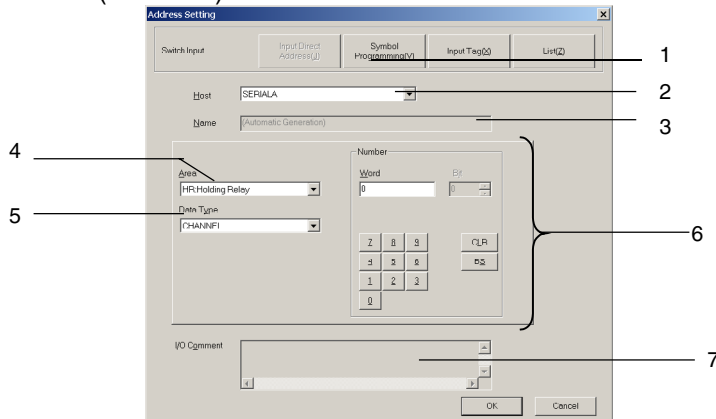 Address Setting
Switch Input
Input Direct
Address(J)
Symbol
Programming(V)
Input Tag(X)
List(Z)
1
Host
SERIALA
2
Name
(Automatic Generation)
3
4
Area
HR:Holding Relay
5
Data Type
CHANNEL
Number
Word
Bit
0
0
7 8 9 CLR
4 5 6 BS
1 2 3
0
6
I/O Comment
7
OK
Cancel